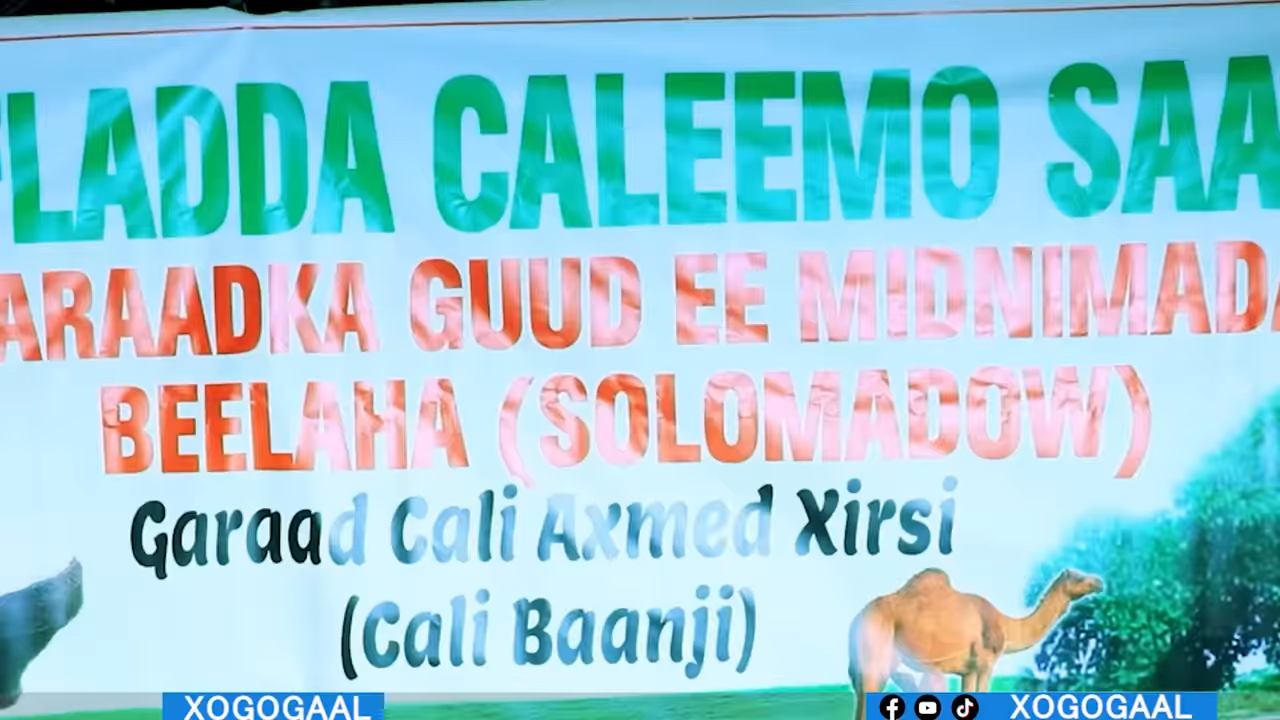 LADDA CALEEMO SAA
ARAADKA GUUD EE MIDNIMADA
BEELAHA (SOLOMADOW)
Garaad Cali Axmed Xirsi
(Cali Baanji)
XOGOGAAL
XOGOGAAL